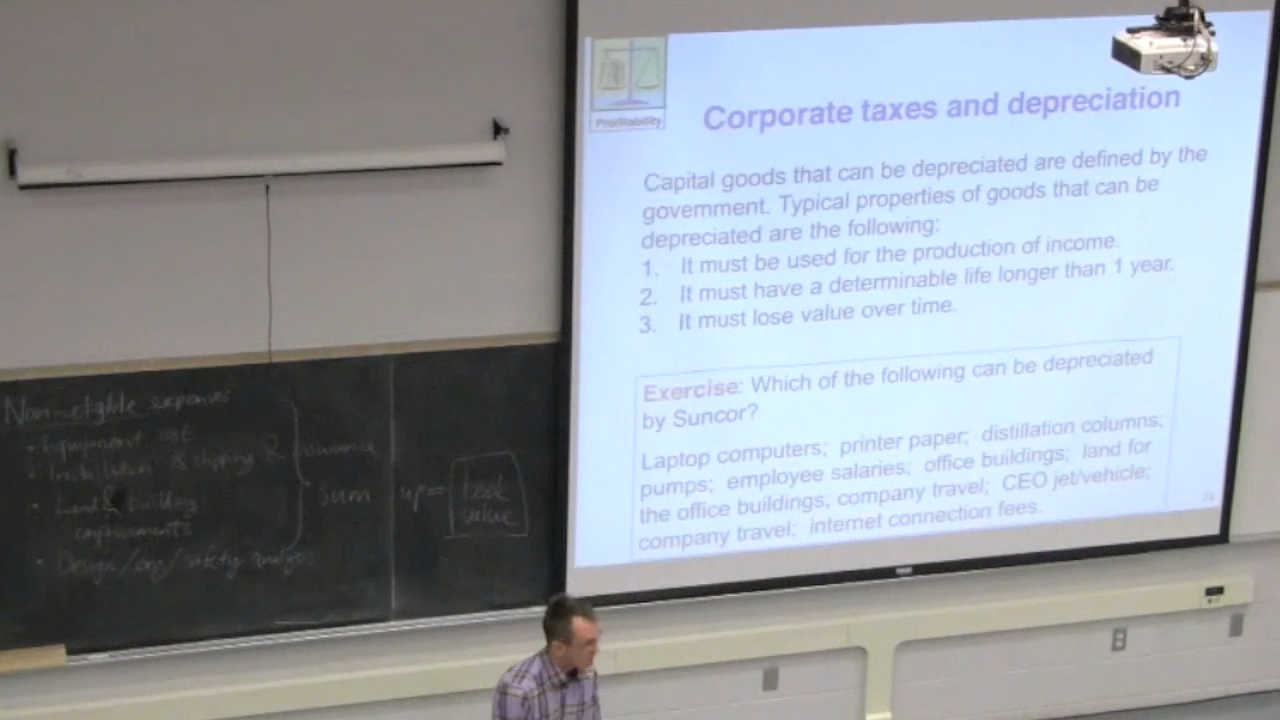 Profitability
Corporate taxes and depreciation
Capital goods that can be depreciated are defined by the
government. Typical properties of goods that can be
depreciated are the following:
1. It must be used for the production of income.
2. It must have a determinable life longer than 1 year.
3. It must lose value over time.
Exercise: Which of the following can be depreciated
by Suncor?
Laptop computers; printer paper; distillation columns;
pumps; employee salaries; office buildings; land for
the office buildings; company travel; CEO jet/vehicle;
company travel; internet connection fees.
Non-eligible expenses
• Equipment cost
• Installation & shipping & insurance
• Land & building
• Design/eng/safety analysis
sum up = book
value